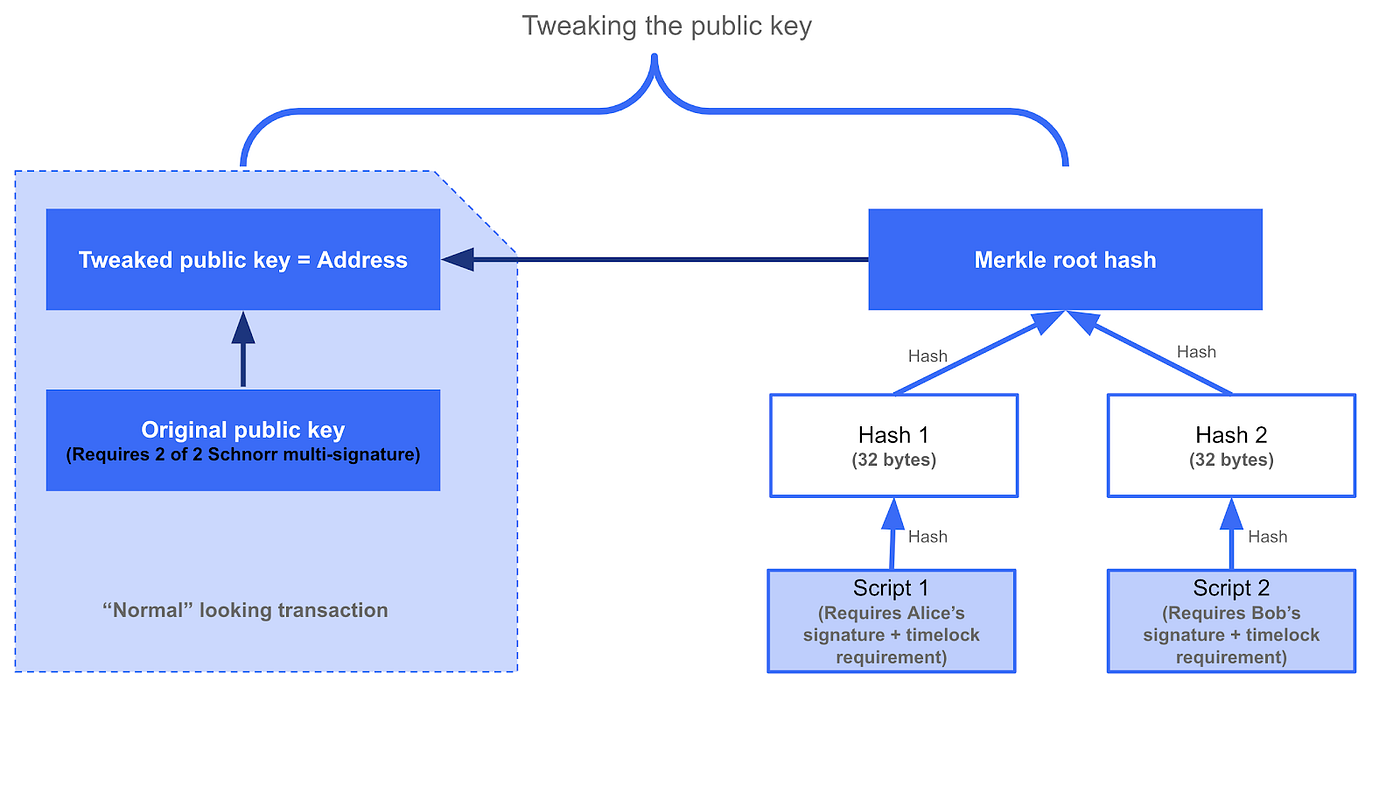 Tweaking the public key
Tweaked public key = Address
Merkle root hash
Original public key
(Requires 2 of 2 Schnorr multi-signature)
Hash
Hash
Hash 1
(32 bytes)
Hash 2
(32 bytes)
Hash
Hash
Script 1
(Requires Alice’s
signature + timelock
requirement)
Script 2
(Requires Bob’s
signature + timelock
requirement)
“Normal” looking transaction